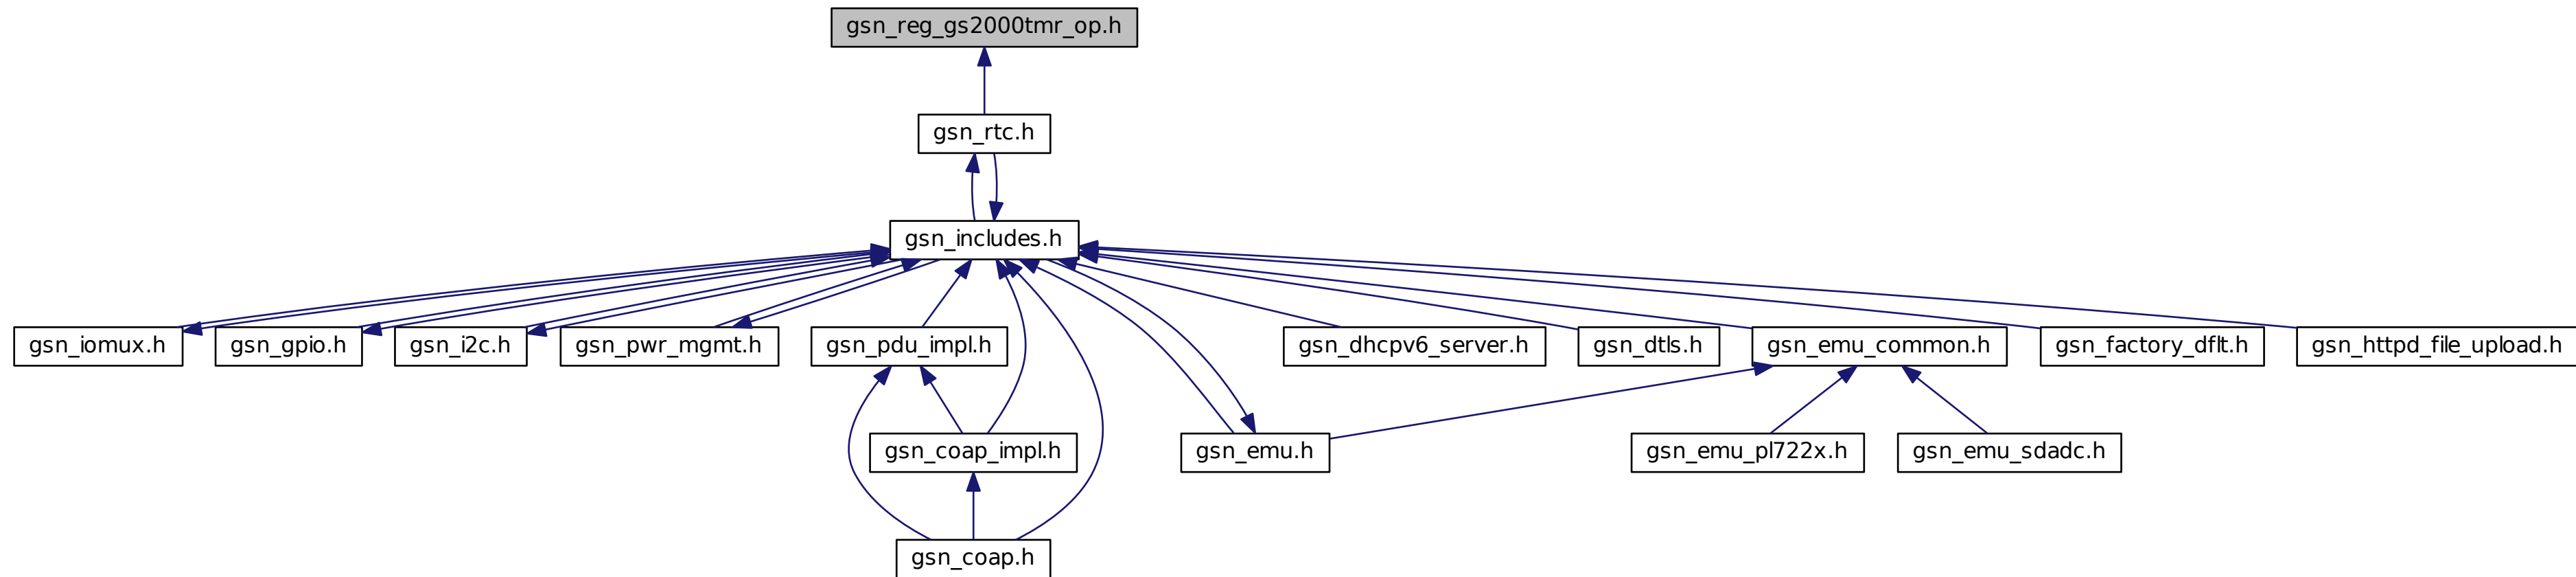 gsn_reg_gs2000tmr_op.h
gsn_rtc.h
gsn_includes.h
gsn_iomux.h
gsn_gpio.h
gsn_i2c.h
gsn_pwr_mgmt.h
gsn_pdu_impl.h
gsn_dhcpv6_server.h
gsn_dtls.h
gsn_emu_common.h
gsn_factory_dflt.h
gsn_httpd_file_upload.h
gsn_coap_impl.h
gsn_emu.h
gsn_emu_pl722x.h
gsn_emu_sdadc.h
gsn_coap.h